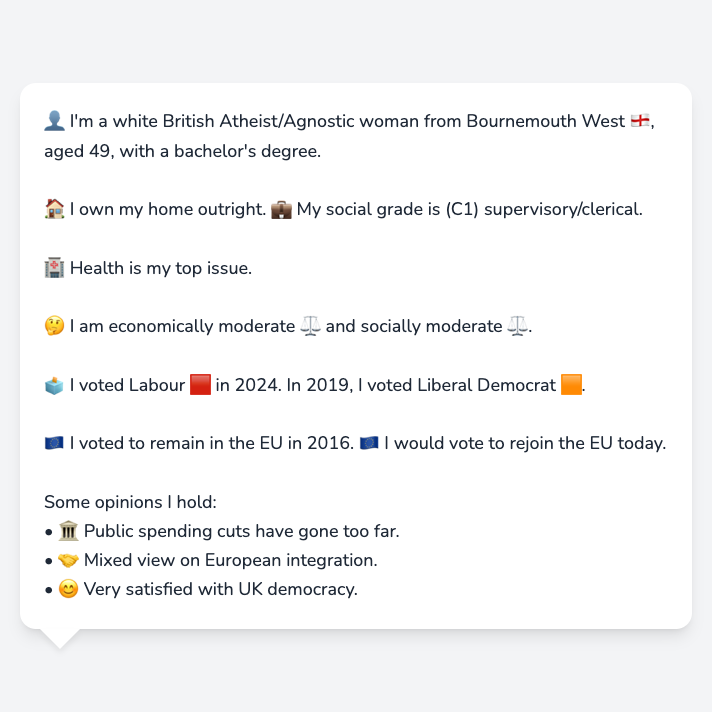 👤 I'm a white British Atheist/Agnostic woman from Bournemouth West 🏴󠁧󠁢󠁥󠁮󠁧󠁿,
aged 49, with a bachelor's degree.
🏠 I own my home outright. 💼 My social grade is (C1) supervisory/clerical.
🏥 Health is my top issue.
🤔 I am economically moderate ⚖️ and socially moderate ⚖️.
🗳️ I voted Labour 🟥 in 2024. In 2019, I voted Liberal Democrat 🟧.
🇪🇺 I voted to remain in the EU in 2016. 🇪🇺 I would vote to rejoin the EU today.
Some opinions I hold:
• 🏛️ Public spending cuts have gone too far.
• 🤝 Mixed view on European integration.
• 😊 Very satisfied with UK democracy.